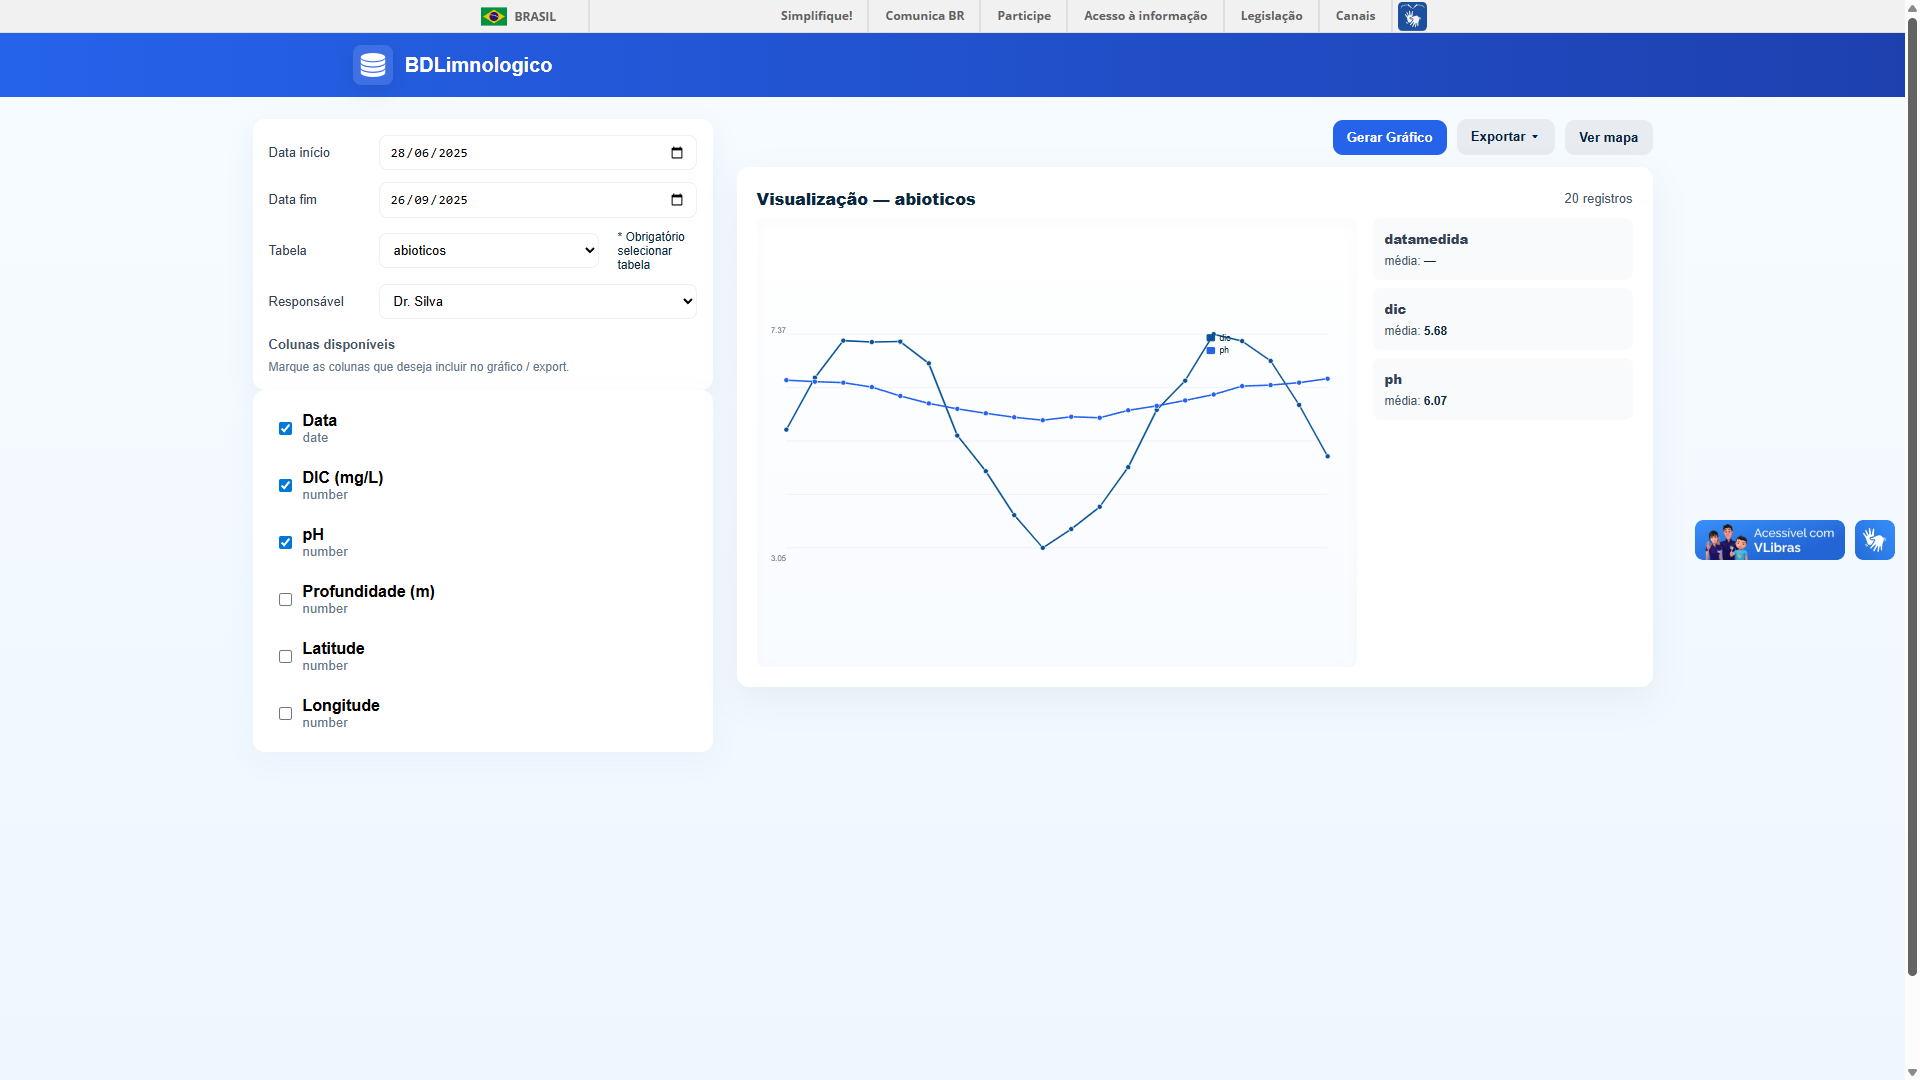 BRASIL
Simplifique!
Comunica BR
Participe
Acesso à informação
Legislação
Canais
BDLimnologico
Data início
28/06/2025
Data fim
26/09/2025
Tabela
abioticos
* Obrigatório
selecionar
tabela
Responsável
Dr. Silva
Colunas disponíveis
Marque as colunas que deseja incluir no gráfico / export.
Data
date
DIC (mg/L)
number
pH
number
Profundidade (m)
number
Latitude
number
Longitude
number
Gerar Gráfico
Exportar
Ver mapa
Visualização — abioticos
20 registros
7.37
3.05
dic
ph
datamedida
média: —
dic
média: 5.68
ph
média: 6.07
Acessível com
VLibras